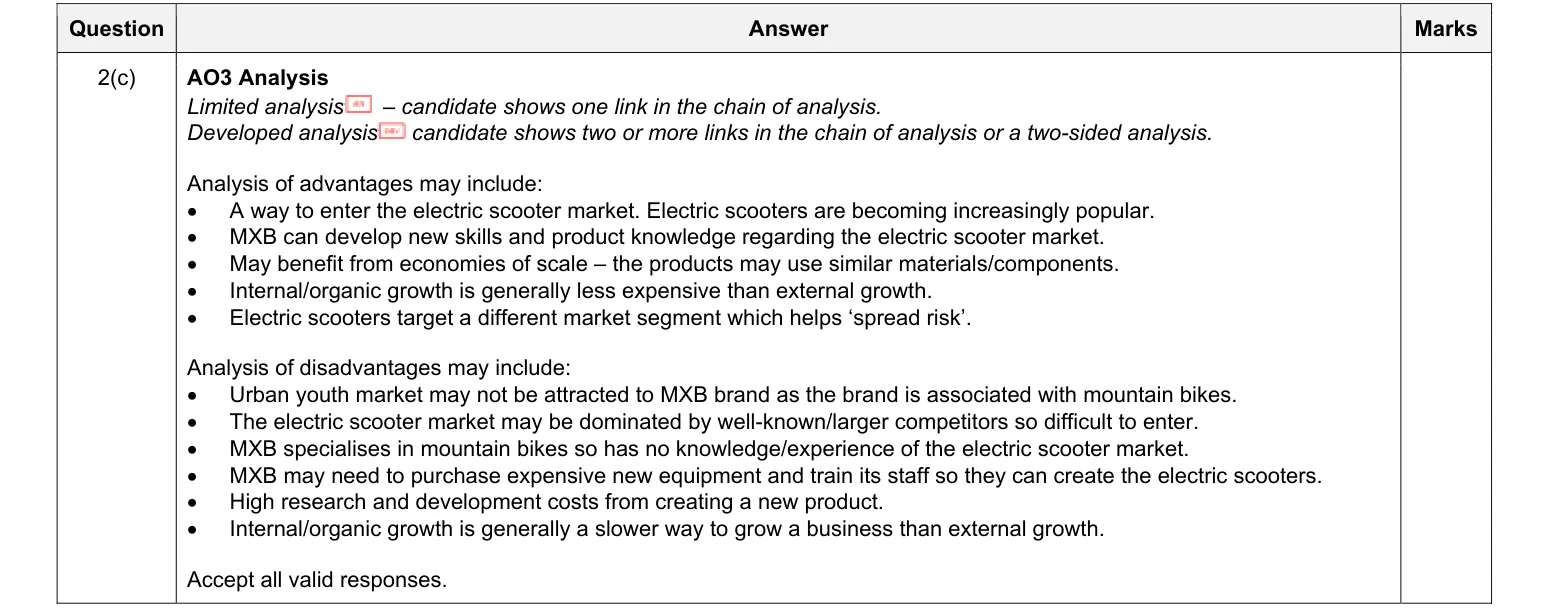 Question Answer Marks
2(c)
AO3 Analysis
Limited analysis – candidate shows one link in the chain of analysis.
Developed analysis candidate shows two or more links in the chain of analysis or a two-sided analysis.
Analysis of advantages may include:
• A way to enter the electric scooter market. Electric scooters are becoming increasingly popular.
• MXB can develop new skills and product knowledge regarding the electric scooter market.
• May benefit from economies of scale – the products may use similar materials/components.
• Internal/organic growth is generally less expensive than external growth.
• Electric scooters target a different market segment which helps ‘spread risk’.
Analysis of disadvantages may include:
• Urban youth market may not be attracted to MXB brand as the brand is associated with mountain bikes.
• The electric scooter market may be dominated by well-known/larger competitors so difficult to enter.
• MXB specialises in mountain bikes so has no knowledge/experience of the electric scooter market.
• MXB may need to purchase expensive new equipment and train its staff so they can create the electric scooters.
• High research and development costs from creating a new product.
• Internal/organic growth is generally a slower way to grow a business than external growth.
Accept all valid responses.